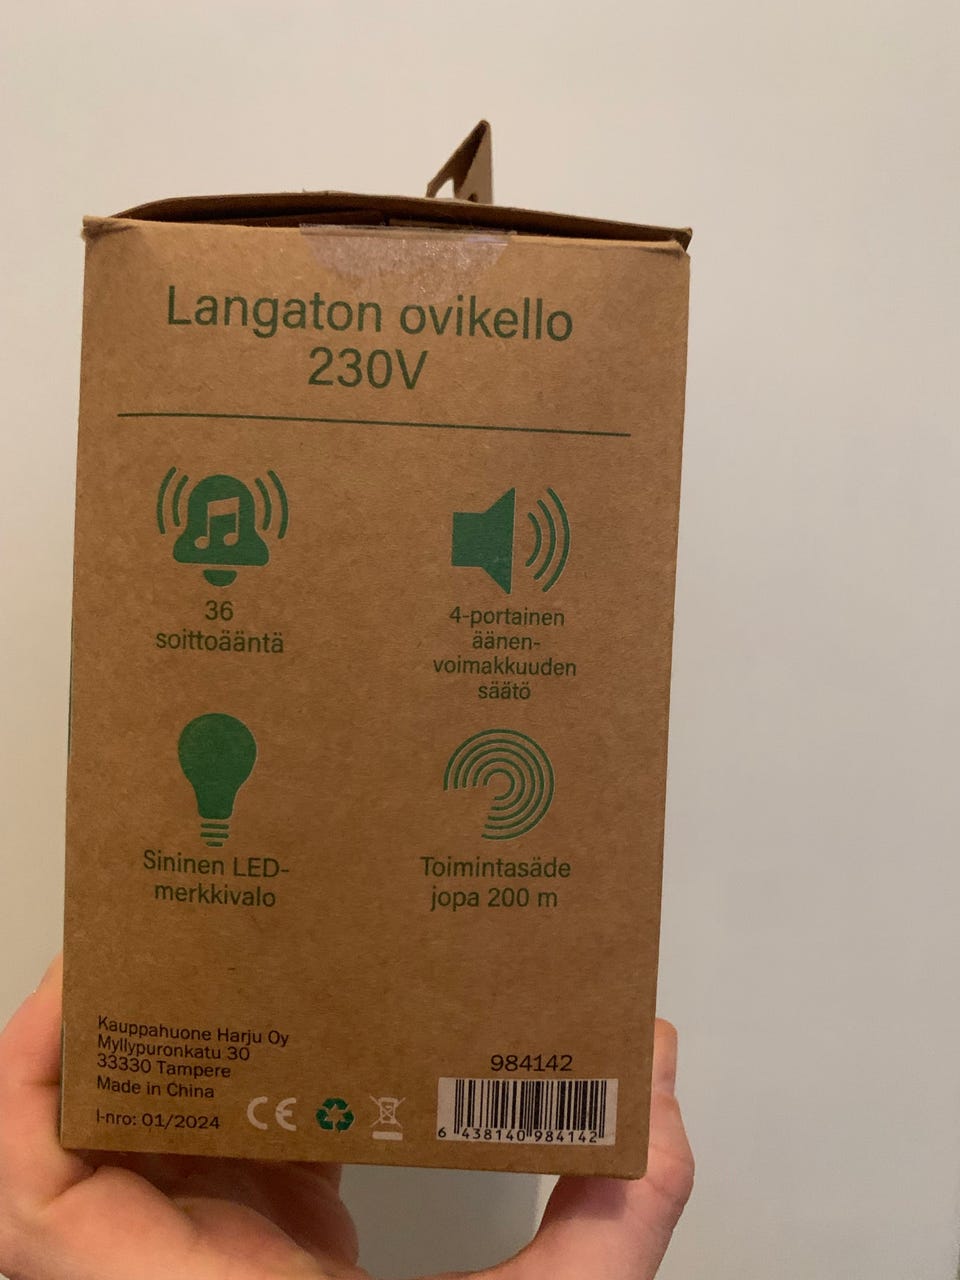 Langaton ovikello
230V
36
soittoääntä
4-portainen
äänen-
voimakkuuden
säätö
Sininen LED-
merkkivalo
Toimintasäde
jopa 200 m
Kauppahuone Harju Oy
Myllypuronkatu 30
33330 Tampere
Made in China
I-nro: 01/2024
CE
984142
6 438140 984142